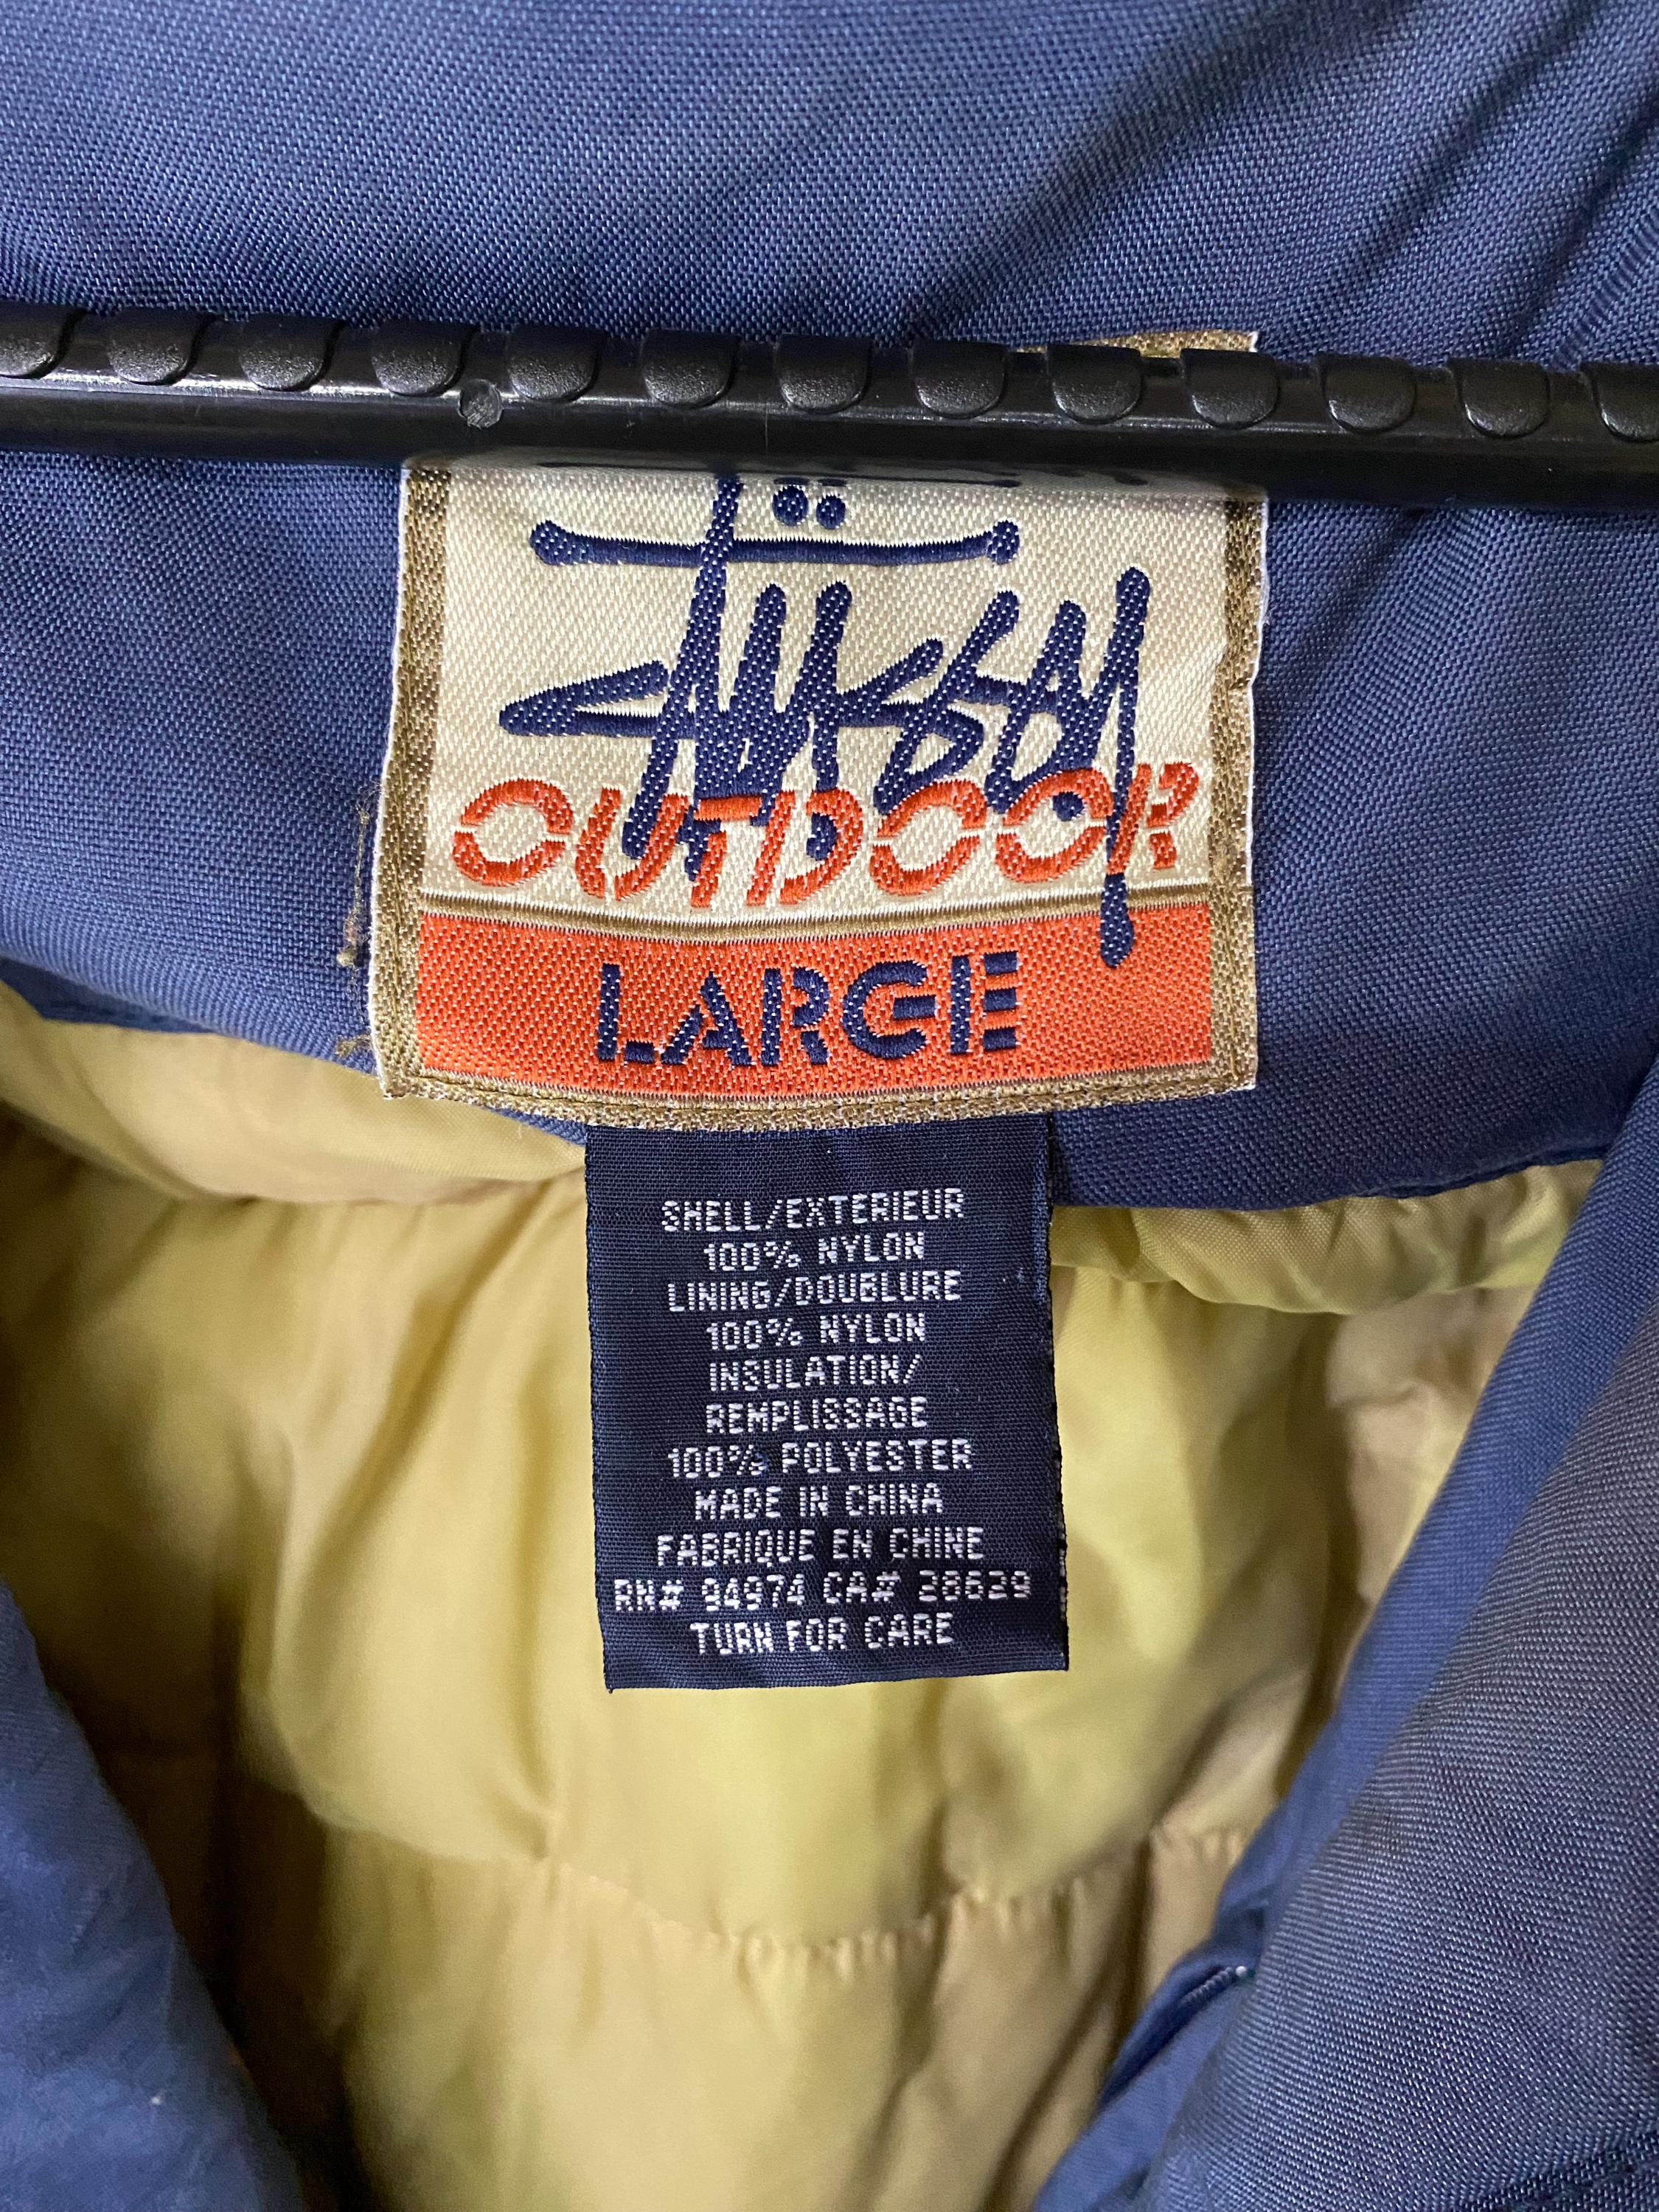 Stüssy
OUTDOOR
LARGE
SHELL/EXTERIEUR
100% NYLON
LINING/DOUBLURE
100% NYLON
INSULATION/
REMPLISSAGE
100% POLYESTER
MADE IN CHINA
FABRIQUE EN CHINE
RN# 94974 CA# 28629
TURN FOR CARE